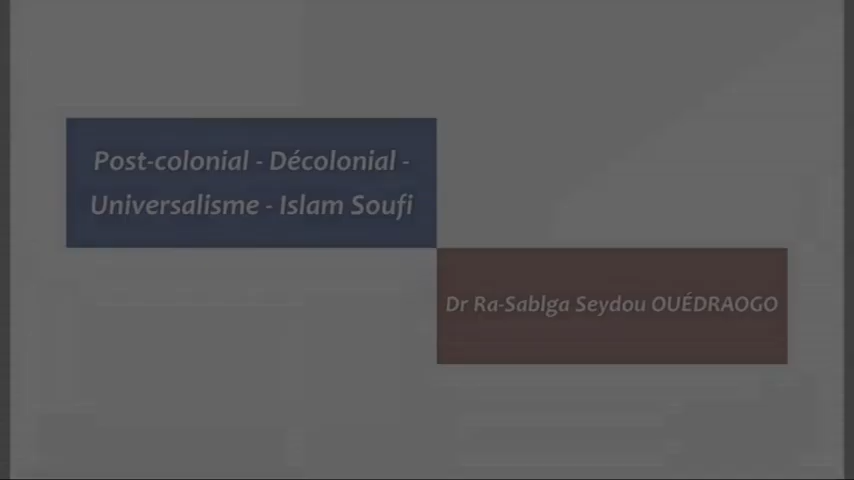 Post-colonial - Décolonial -
Universalisme - Islam Soufi
Dr Ra-Sablga Seydou OUÉDRAOGO